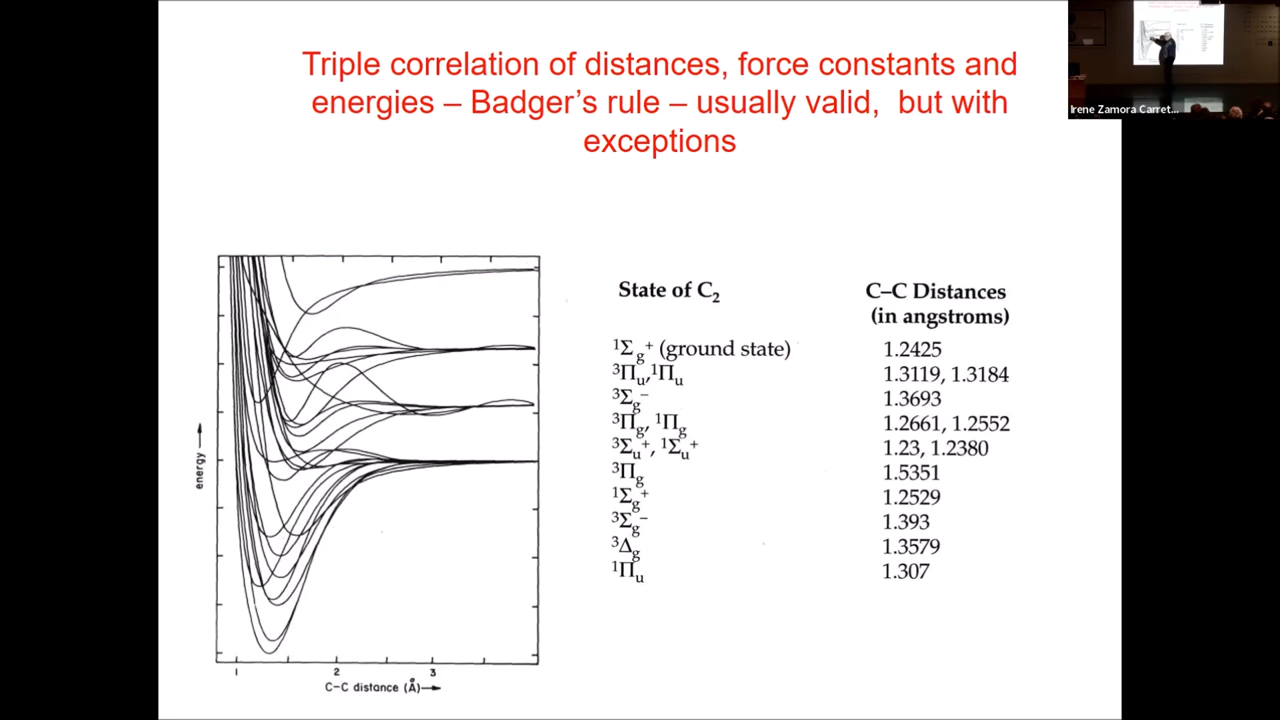 Triple correlation of distances, force constants and
energies – Badger’s rule – usually valid, but with
exceptions
Irene Zamora Carret...
energy →
1 2 3
C–C distance (Å) →
State of C₂ C–C Distances
(in angstroms)
¹Σg⁺ (ground state) 1.2425
³Πu, ¹Πu 1.3119, 1.3184
³Σg⁻ 1.3693
³Πg, ¹Πg 1.2661, 1.2552
³Σu⁺, ¹Σu⁺ 1.23, 1.2380
³Πg 1.5351
¹Σg⁺ 1.2529
³Σg⁻ 1.393
³Δg 1.3579
¹Πu 1.307